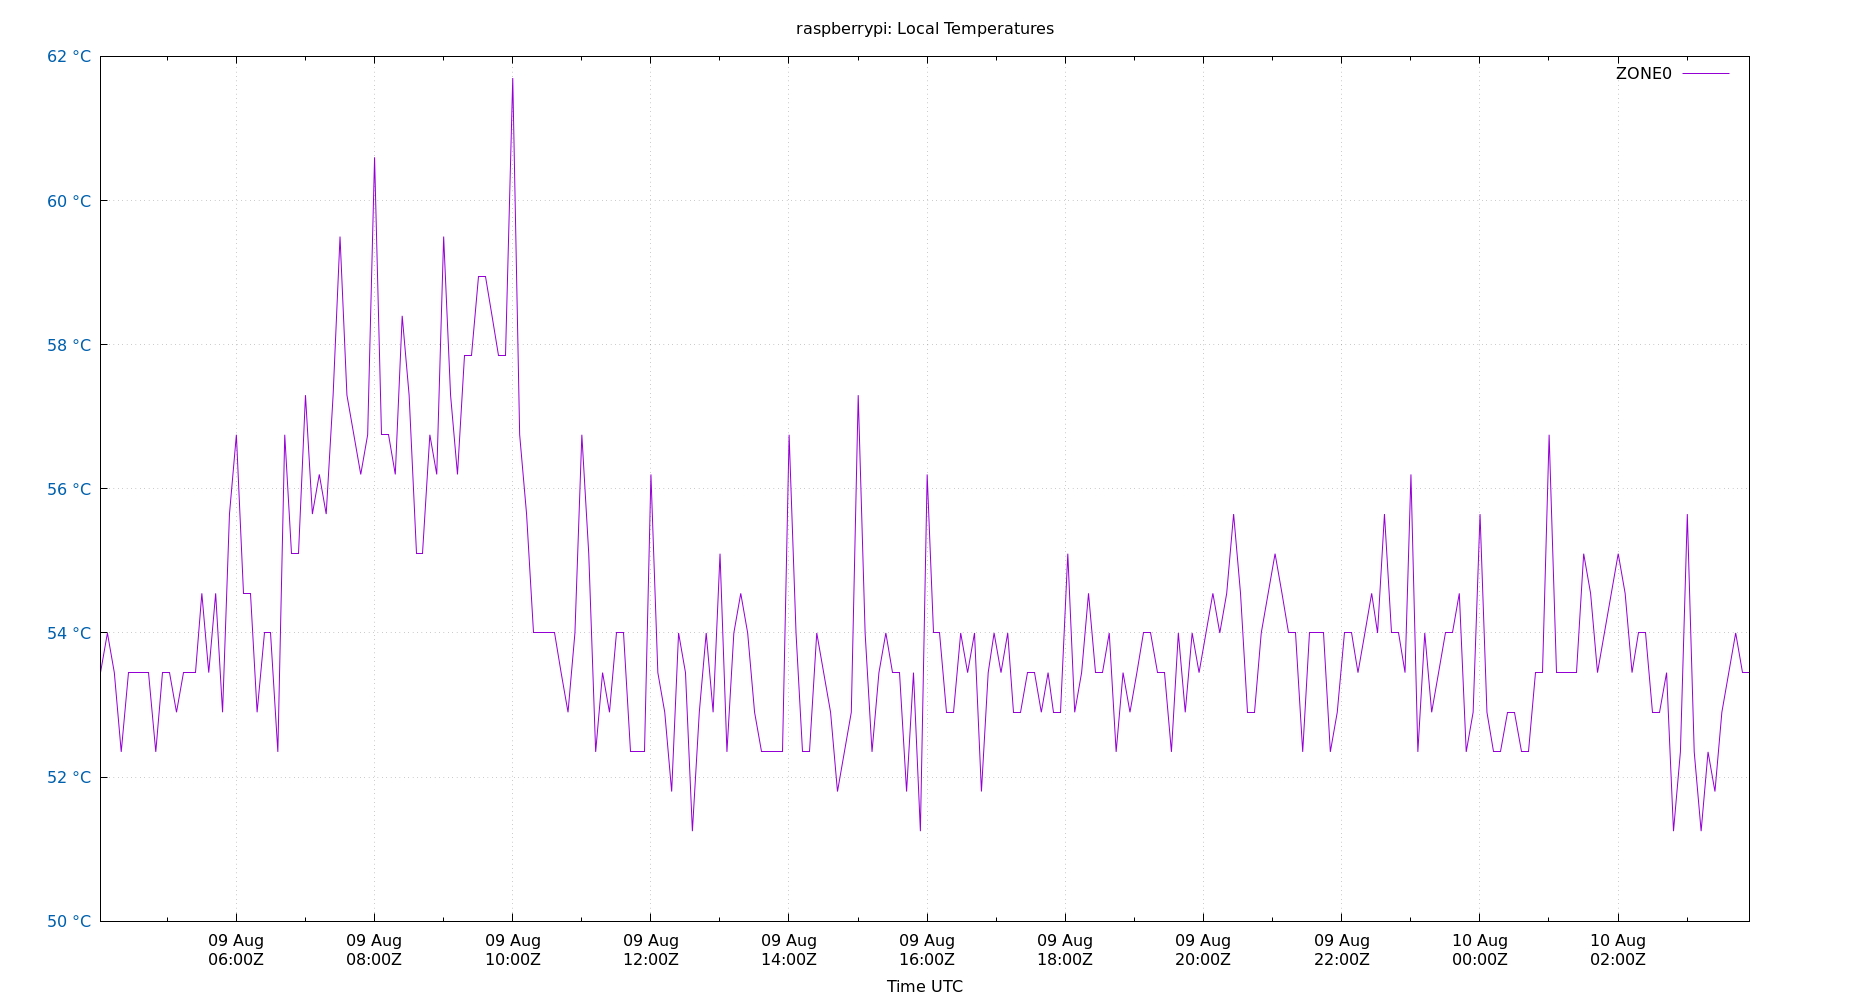 raspberrypi: Local Temperatures
62 °C
ZONE0
60 °C
58 °C
56 °C
54 °C
52 °C
50 °C
09 Aug 09 Aug 09 Aug 09 Aug 09 Aug 09 Aug 09 Aug 09 Aug 09 Aug 10 Aug 10 Aug
06:00Z 08:00Z 10:00Z 12:00Z 14:00Z 16:00Z 18:00Z 20:00Z 22:00Z 00:00Z 02:00Z
Time UTC